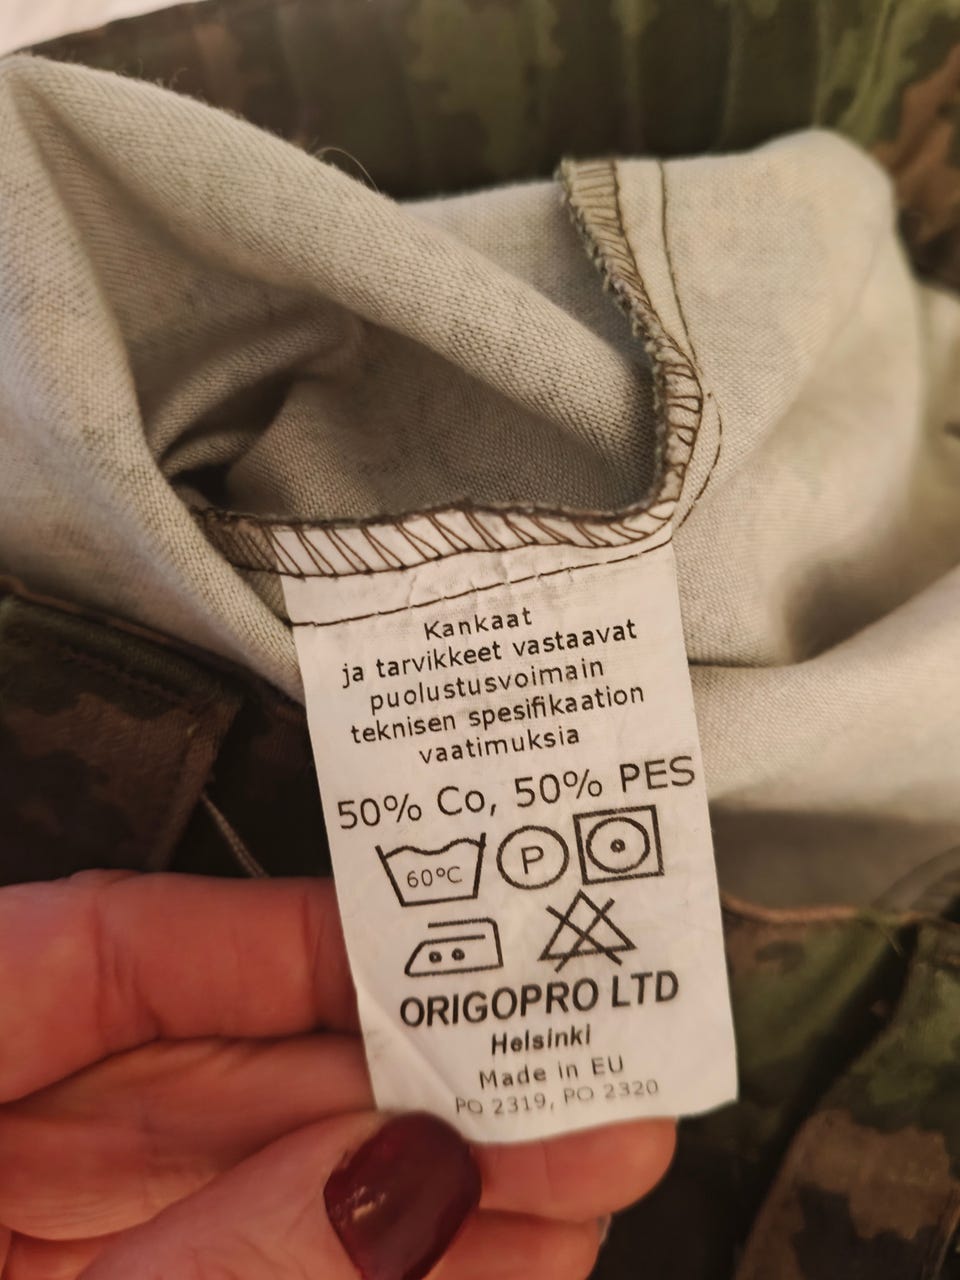 Kankaat
ja tarvikkeet vastaavat
puolustusvoimain
teknisen spesifikaation
vaatimuksia
50% Co, 50% PES
60°C P
ORIGOPRO LTD
Helsinki
Made in EU
PO 2319, PO 2320